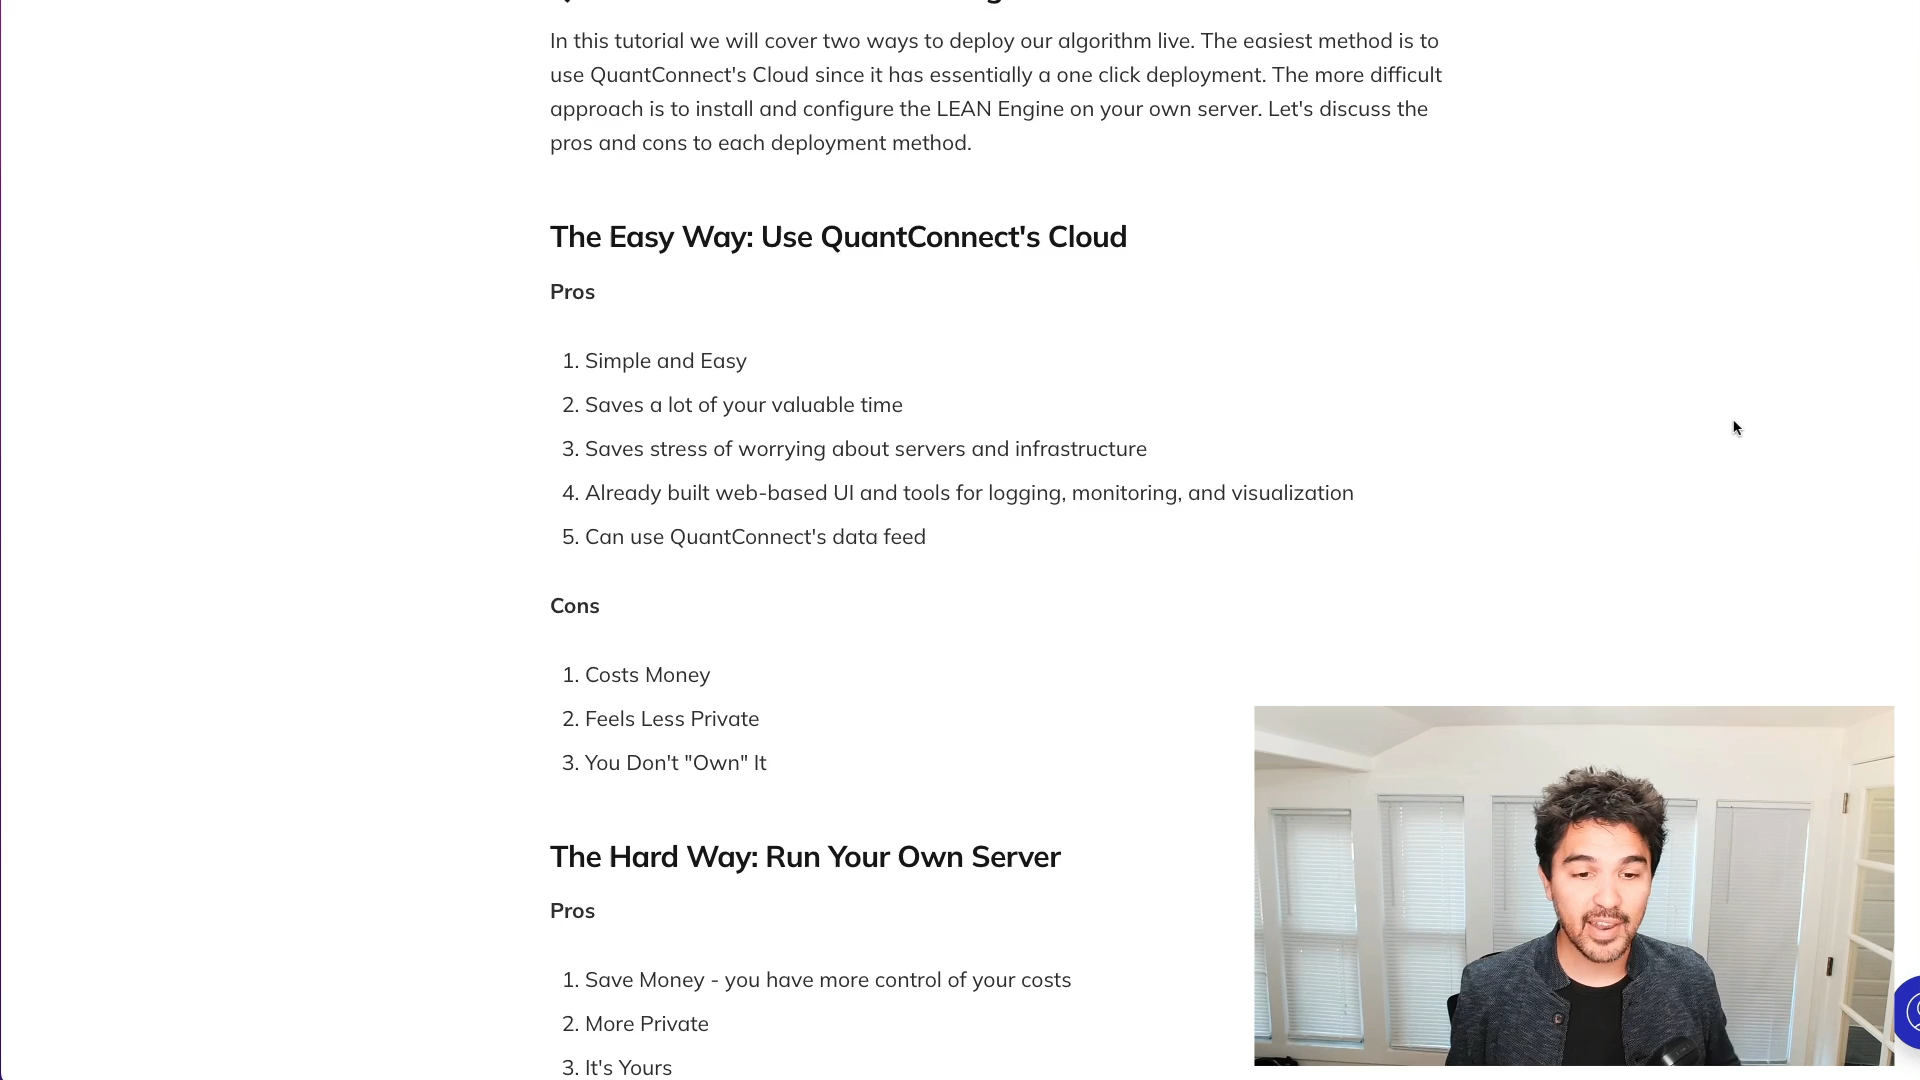 In this tutorial we will cover two ways to deploy our algorithm live. The easiest method is to
use QuantConnect's Cloud since it has essentially a one click deployment. The more difficult
approach is to install and configure the LEAN Engine on your own server. Let's discuss the
pros and cons to each deployment method.
The Easy Way: Use QuantConnect's Cloud
Pros
1. Simple and Easy
2. Saves a lot of your valuable time
3. Saves stress of worrying about servers and infrastructure
4. Already built web-based UI and tools for logging, monitoring, and visualization
5. Can use QuantConnect's data feed
Cons
1. Costs Money
2. Feels Less Private
3. You Don't "Own" It
The Hard Way: Run Your Own Server
Pros
1. Save Money - you have more control of your costs
2. More Private
3. It's Yours